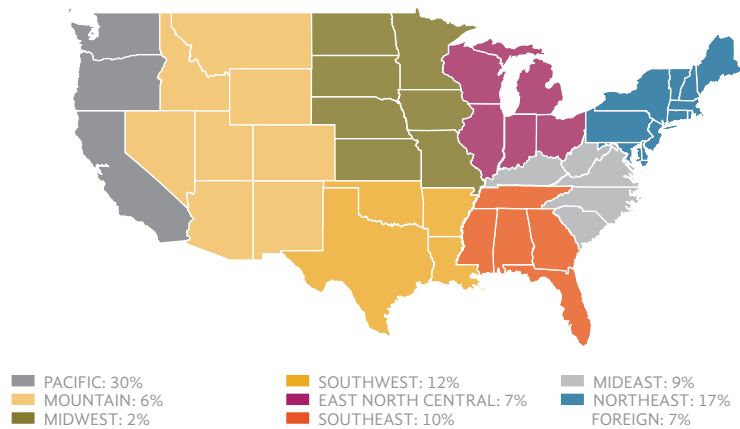 PACIFIC: 30%
MOUNTAIN: 6%
MIDWEST: 2%
SOUTHWEST: 12%
EAST NORTH CENTRAL: 7%
SOUTHEAST: 10%
MIDEAST: 9%
NORTHEAST: 17%
FOREIGN: 7%